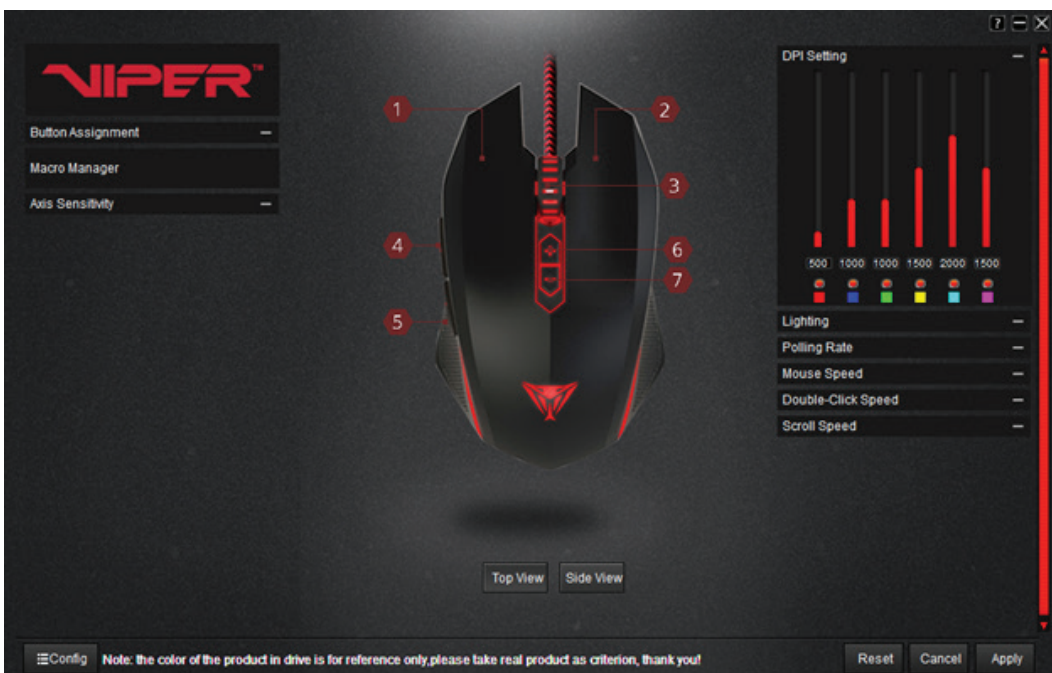 VIPER™
Button Assignment
Macro Manager
Axis Sensitivity
1
2
3
4
5
6
7
Top View
Side View
DPI Setting
500 1000 1000 1500 2000 1500
Lighting
Polling Rate
Mouse Speed
Double-Click Speed
Scroll Speed
Config
Note: the color of the product in drive is for reference only,please take real product as criterion, thank you!
Reset
Cancel
Apply